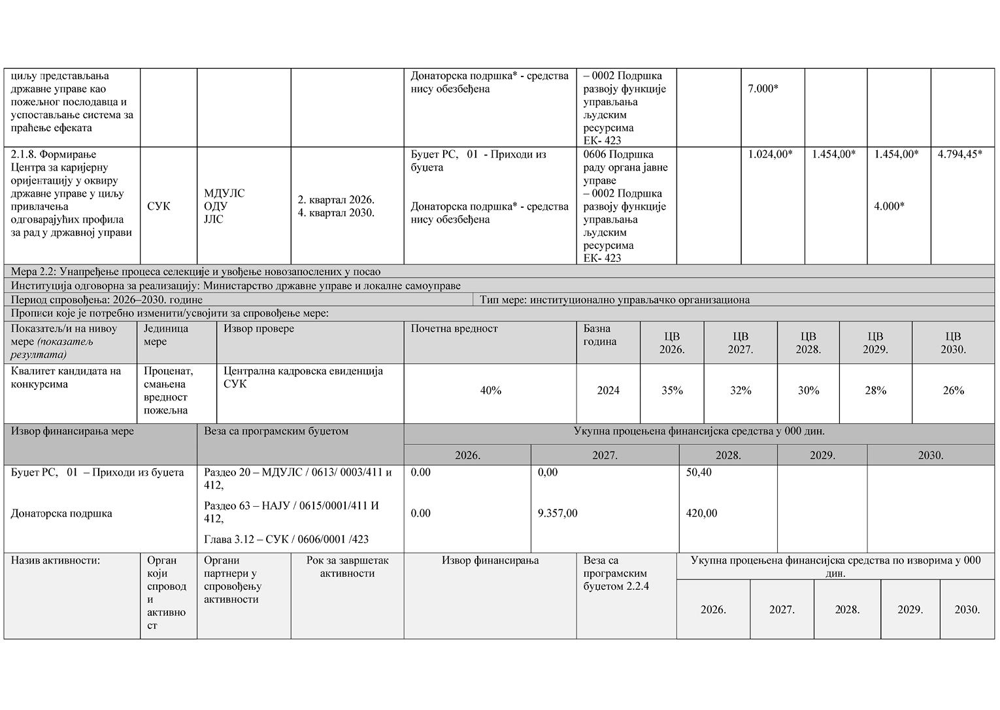 циљу представљања
државне управе као
пожељног послодавца и
успостављање система за
праћење ефеката
Донаторска подршка* - средства
нису обезбеђена
– 0002 Подршка
развоју функције
управљања
људским
ресурсима
ЕК- 423
7.000*
2.1.8. Формирање
Центра за каријерну
оријентацију у оквиру
државне управе у циљу
привлачења
одговарајућих профила
за рад у државној управи
СУК
МДУЛС
ОДУ
ЈЛС
2. квартал 2026.
4. квартал 2030.
Буџет РС, 01 - Приходи из
буџета
Донаторска подршка* - средства
нису обезбеђена
0606 Подршка
раду органа јавне
управе
– 0002 Подршка
развоју функције
управљања
људским
ресурсима
ЕК- 423
1.024,00*
1.454,00*
1.454,00*
4.000*
4.794,45*
Мера 2.2: Унапређење процеса селекције и увођење новозапослених у посао
Институција одговорна за реализацију: Министарство државне управе и локалне самоуправе
Период спровођења: 2026–2030. године
Тип мере: институционално управљачко организациона
Прописи које је потребно изменити/усвојити за спровођење мере:
Показатељ/и на нивоу
мере (показатељ
резултата)
Јединица
мере
Извор провере
Почетна вредност
Базна
година
ЦВ
2026.
ЦВ
2027.
ЦВ
2028.
ЦВ
2029.
ЦВ
2030.
Квалитет кандидата на
конкурсима
Проценат,
смањена
вредност
пожељна
Централна кадровска евиденција
СУК
40%
2024
35%
32%
30%
28%
26%
Извор финансирања мере
Веза са програмским буџетом
Укупна процењена финансијска средства у 000 дин.
2026.
2027.
2028.
2029.
2030.
Буџет РС, 01 – Приходи из буџета
Донаторска подршка
Раздео 20 – МДУЛС / 0613/ 0003/411 и
412,
Раздео 63 – НАЈУ / 0615/0001/411 И
412,
Глава 3.12 – СУК / 0606/0001 /423
0.00
0.00
0,00
9.357,00
50,40
420,00
Назив активности:
Орган
који
спровод
и
активно
ст
Органи
партнери у
спровођењу
активности
Рок за завршетак
активности
Извор финансирања
Веза са
програмским
буџетом 2.2.4
Укупна процењена финансијска средства по изворима у 000
дин.
2026.
2027.
2028.
2029.
2030.